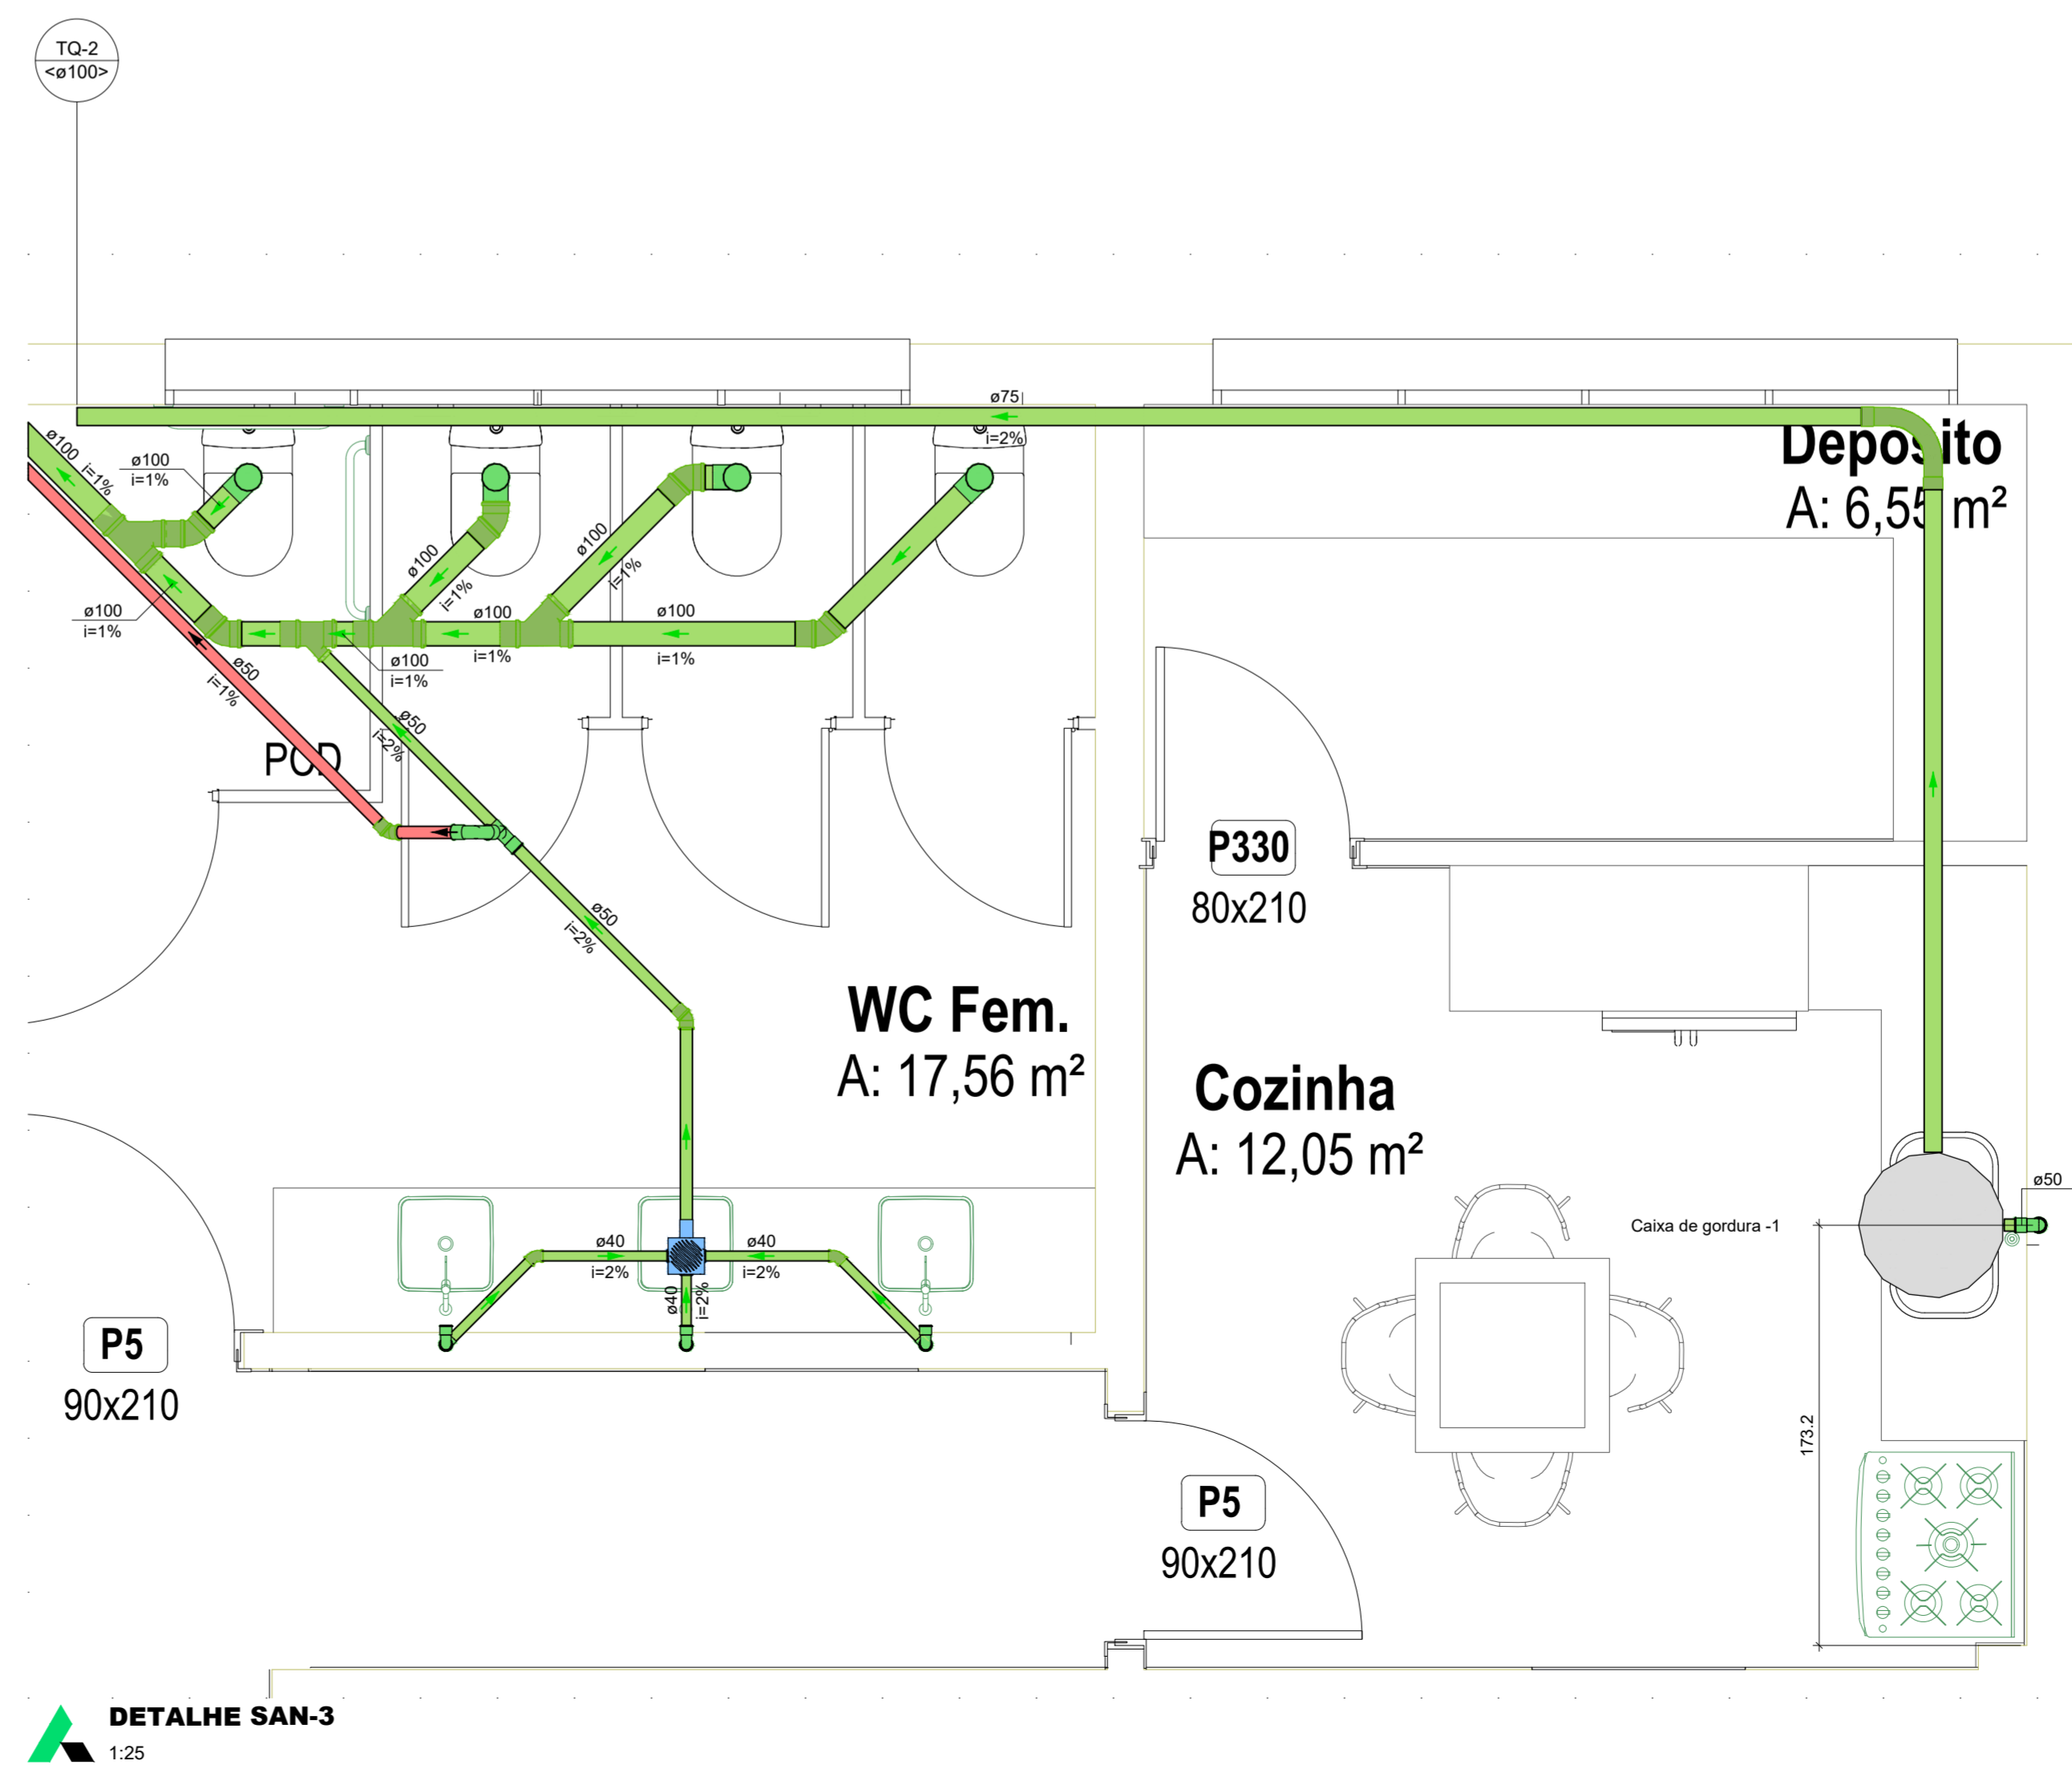 TQ-2
<ø100>
ø75
i=2%
Deposito
A: 6,55 m²
ø100
i=1%
ø100
i=1%
ø100
i=1%
ø100
i=1%
ø100
i=1%
ø100
i=1%
ø100
i=1%
ø100
i=1%
ø50
i=1%
ø50
i=2%
PCD
P330
80x210
ø50
i=2%
WC Fem.
A: 17,56 m²
Cozinha
A: 12,05 m²
ø50
Caixa de gordura -1
ø40
i=2%
ø40
i=2%
ø40
i=2%
P5
90x210
173.2
P5
90x210
DETALHE SAN-3
1:25